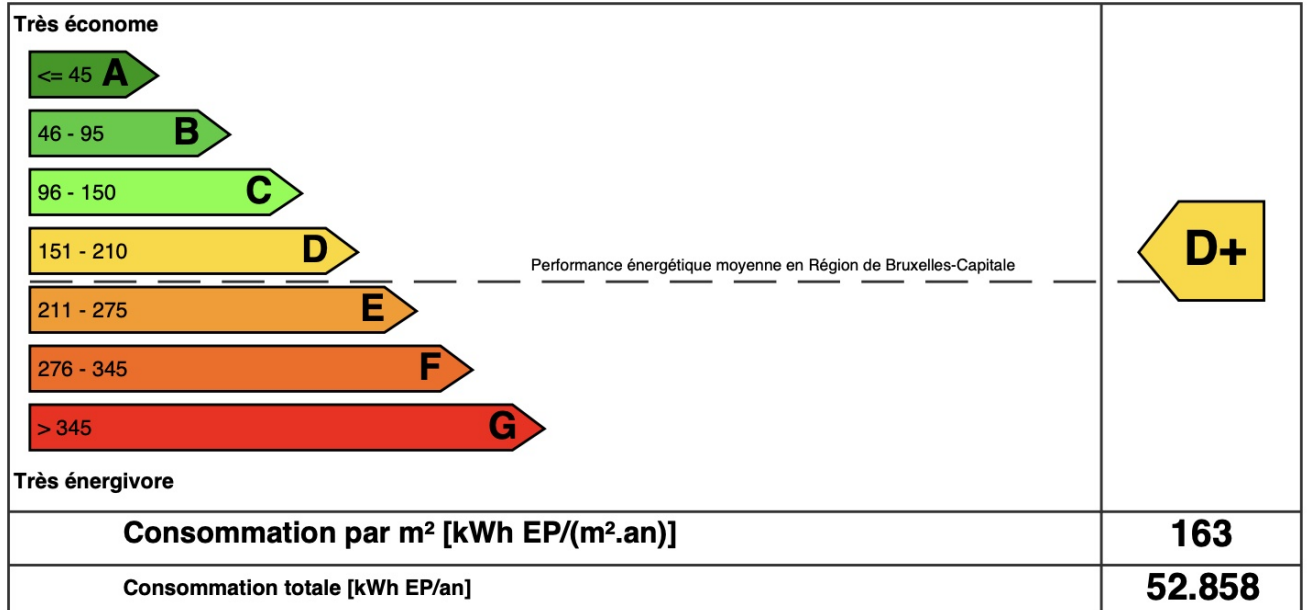 Très économe
<= 45 A
46 - 95 B
96 - 150 C
151 - 210 D
Performance énergétique moyenne en Région de Bruxelles-Capitale
D+
211 - 275 E
276 - 345 F
> 345 G
Très énergivore
Consommation par m² [kWh EP/(m².an)] 163
Consommation totale [kWh EP/an] 52.858